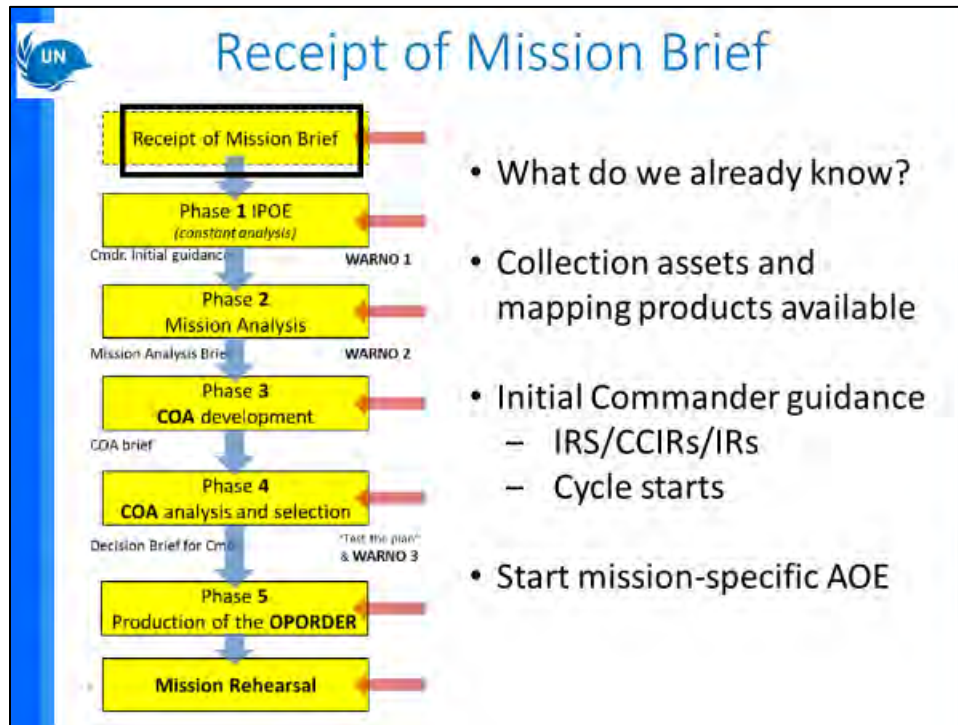 UN
Receipt of Mission Brief
Receipt of Mission Brief
Phase 1 IPOE
(constant analysis)
Cmdr. Initial guidance
WARNO 1
Phase 2
Mission Analysis
Mission Analysis Brief
WARNO 2
Phase 3
COA development
COA brief
Phase 4
COA analysis and selection
Decision Brief for Cmd
"Test the plan"
& WARNO 3
Phase 5
Production of the OPORDER
Mission Rehearsal
• What do we already know?
• Collection assets and
mapping products available
• Initial Commander guidance
– IRS/CCIRs/IRs
– Cycle starts
• Start mission-specific AOE